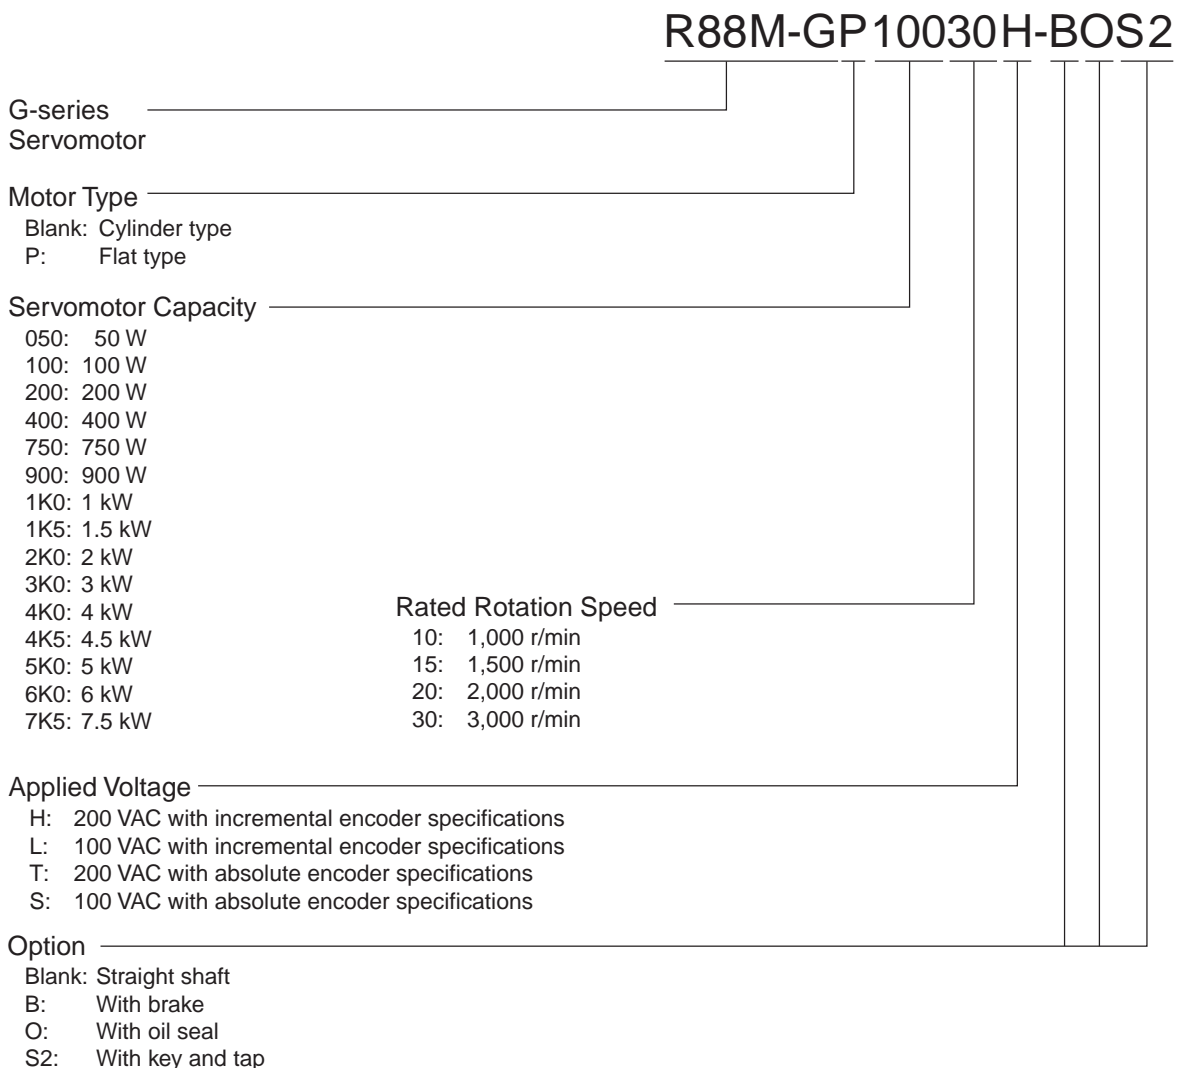 R88M-GP10030H-BOS2
G-series
Servomotor
Motor Type
Blank: Cylinder type
P: Flat type
Servomotor Capacity
050: 50 W
100: 100 W
200: 200 W
400: 400 W
750: 750 W
900: 900 W
1K0: 1 kW
1K5: 1.5 kW
2K0: 2 kW
3K0: 3 kW
4K0: 4 kW
4K5: 4.5 kW
5K0: 5 kW
6K0: 6 kW
7K5: 7.5 kW
Rated Rotation Speed
10: 1,000 r/min
15: 1,500 r/min
20: 2,000 r/min
30: 3,000 r/min
Applied Voltage
H: 200 VAC with incremental encoder specifications
L: 100 VAC with incremental encoder specifications
T: 200 VAC with absolute encoder specifications
S: 100 VAC with absolute encoder specifications
Option
Blank: Straight shaft
B: With brake
O: With oil seal
S2: With key and tap